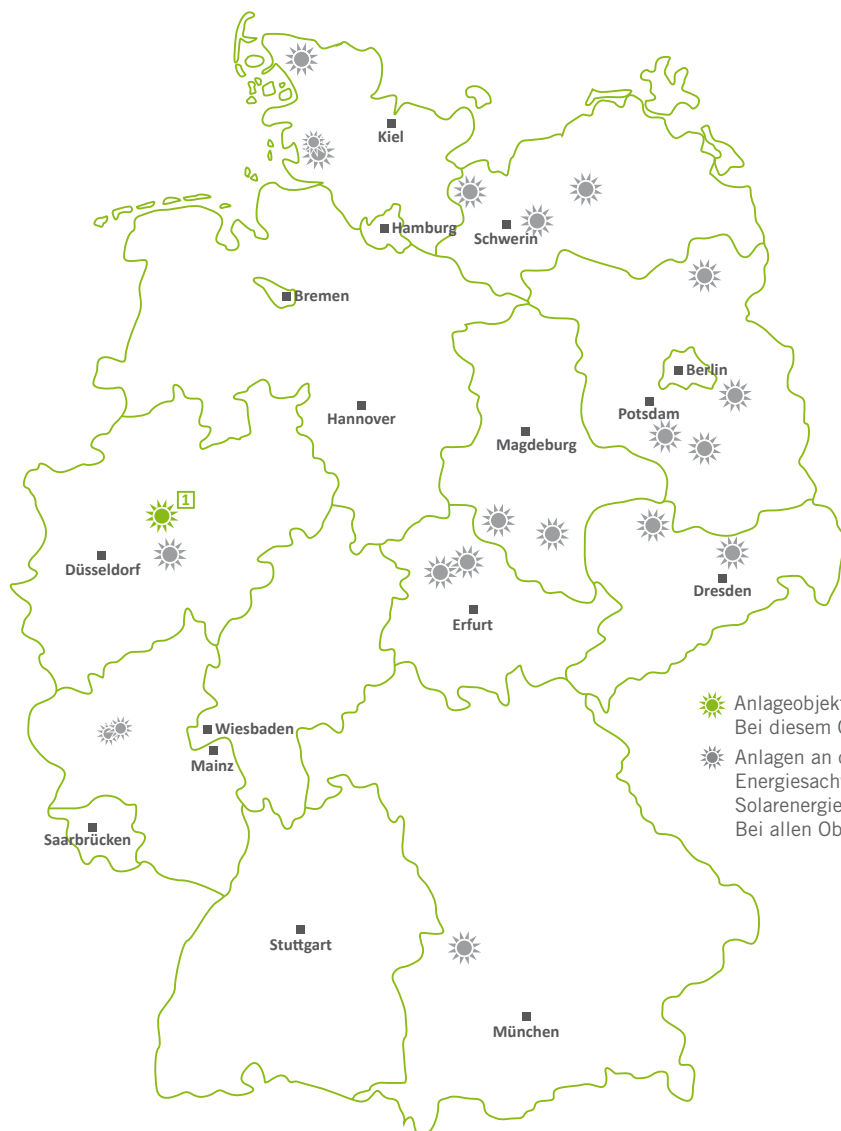 Kiel
Hamburg
Schwerin
Bremen
Berlin
Hannover
Potsdam
Magdeburg
1
Düsseldorf
Dresden
Erfurt
Wiesbaden
Mainz
Anlageobjekt
Bei diesem
Anlagen an
Energiesach
Solarenergie
Bei allen Ob
Saarbrücken
Stuttgart
München